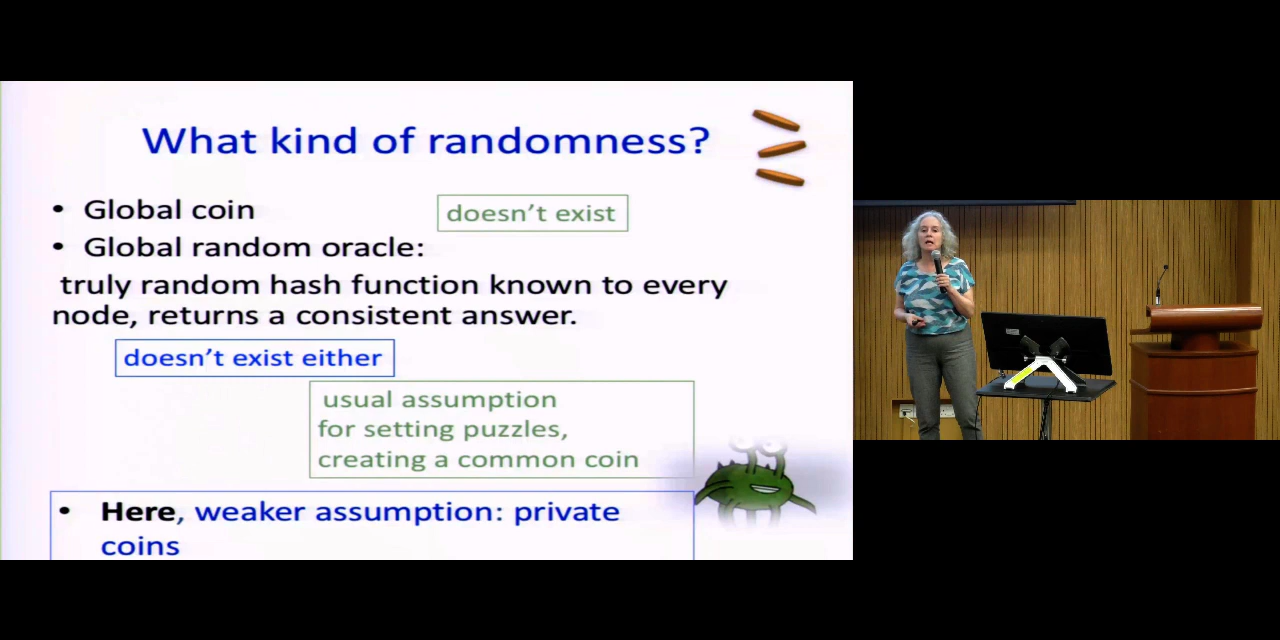 What kind of randomness?
• Global coin
doesn't exist
• Global random oracle:
truly random hash function known to every
node, returns a consistent answer.
doesn't exist either
usual assumption
for setting puzzles,
creating a common coin
• Here, weaker assumption: private
coins